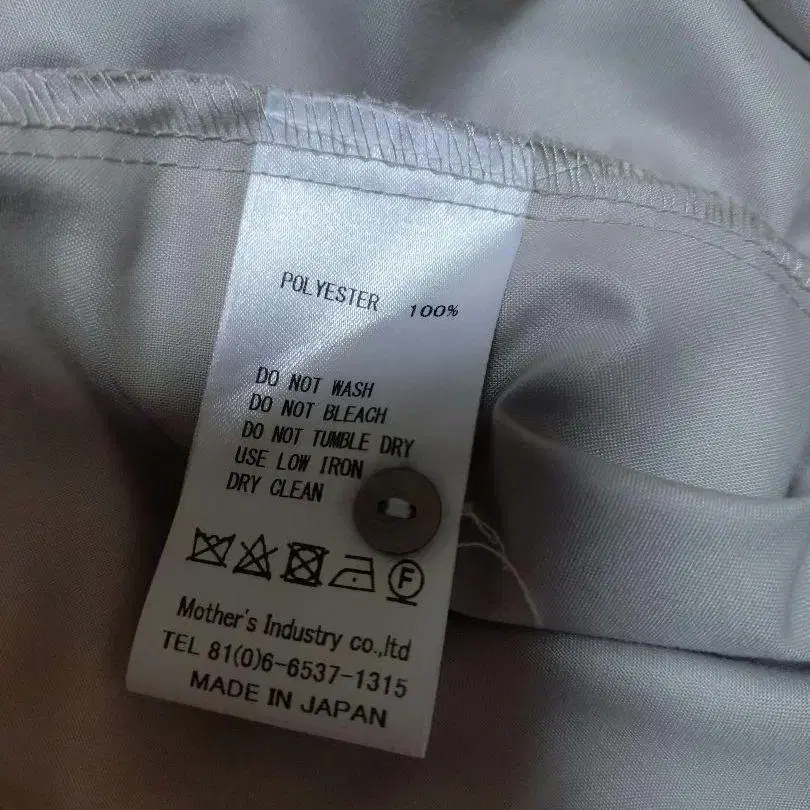 POLYESTER 100%
DO NOT WASH
DO NOT BLEACH
DO NOT TUMBLE DRY
USE LOW IRON
DRY CLEAN
F
Mother's Industry co.,ltd
TEL 81(0)6-6537-1315
MADE IN JAPAN